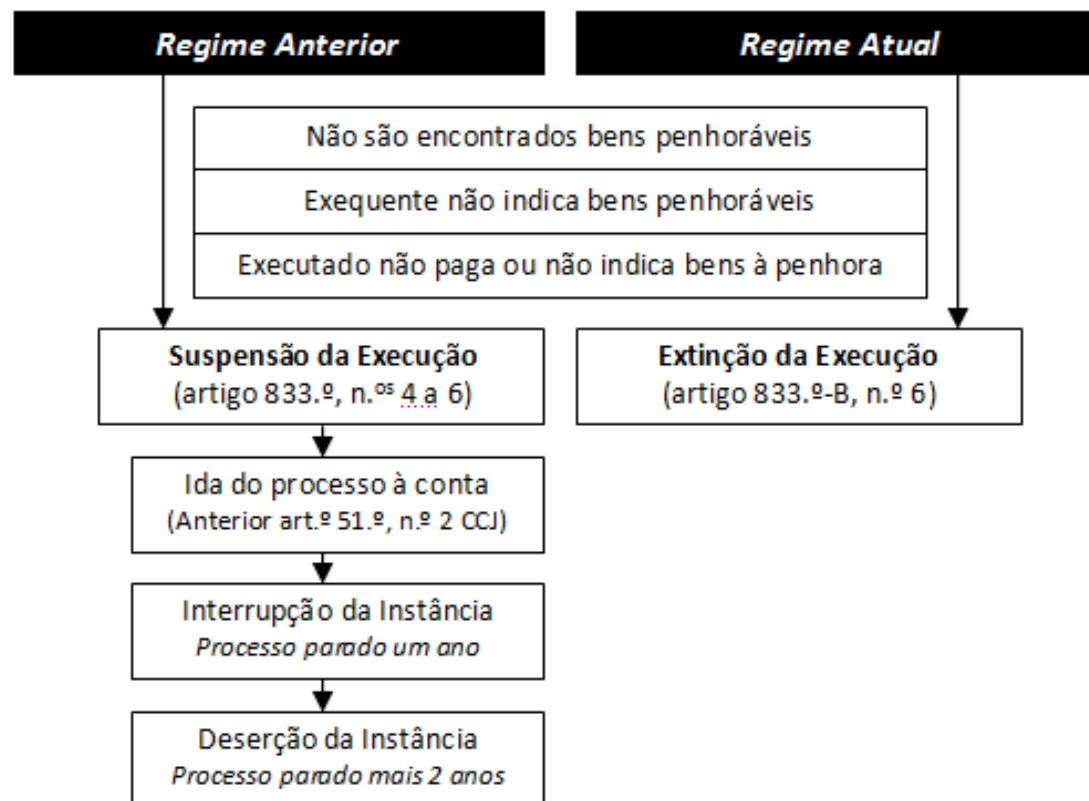 Regime Anterior
Regime Atual
Não são encontrados bens penhoráveis
Exequente não indica bens penhoráveis
Executado não paga ou não indica bens à penhora
Suspensão da Execução
(artigo 833.º, n.ºˢ 4 a 6)
Extinção da Execução
(artigo 833.º-B, n.º 6)
Ida do processo à conta
(Anterior art.º 51.º, n.º 2 CCJ)
Interrupção da Instância
Processo parado um ano
Deserção da Instância
Processo parado mais 2 anos